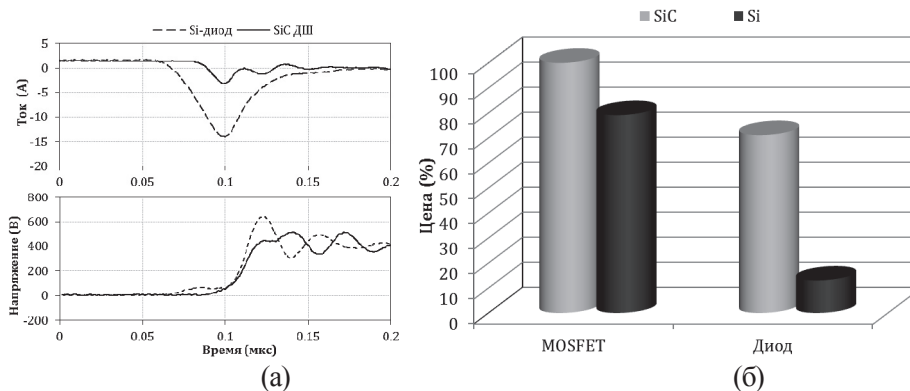 Si-диод SiC ДШ
Ток (А)
5
0
-5
-10
-15
-20
0 0.05 0.1 0.15 0.2
Напряжение (В)
800
600
400
200
0
-200
0 0.05 0.1 0.15 0.2
Время (мкс)
(а)
SiC Si
Цена (%)
100
90
80
70
60
50
40
30
20
10
0
MOSFET Диод
(б)